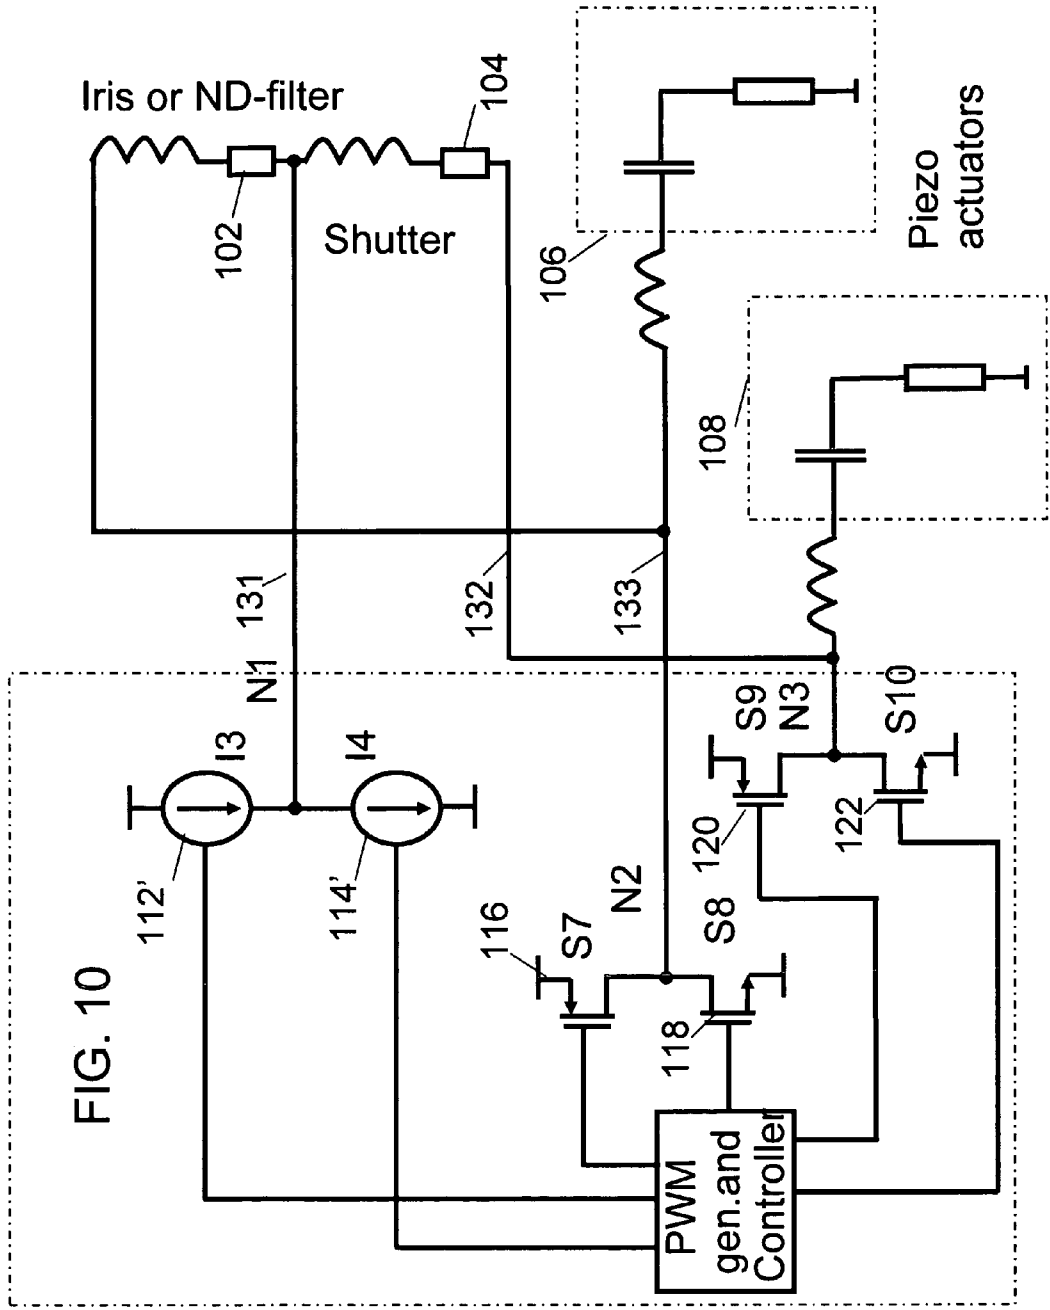 FIG. 10
Iris or ND-filter
102
Shutter
104
106
Piezo
actuators
108
131
132
133
N1
I3
I4
112’
114’
116
S7
N2
118
S8
120
S9
N3
122
S10
PWM
gen.and
Controller